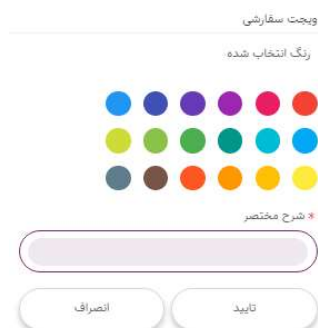 ویجت سفارشی
رنگ انتخاب شده
* شرح مختصر
تایید
انصراف